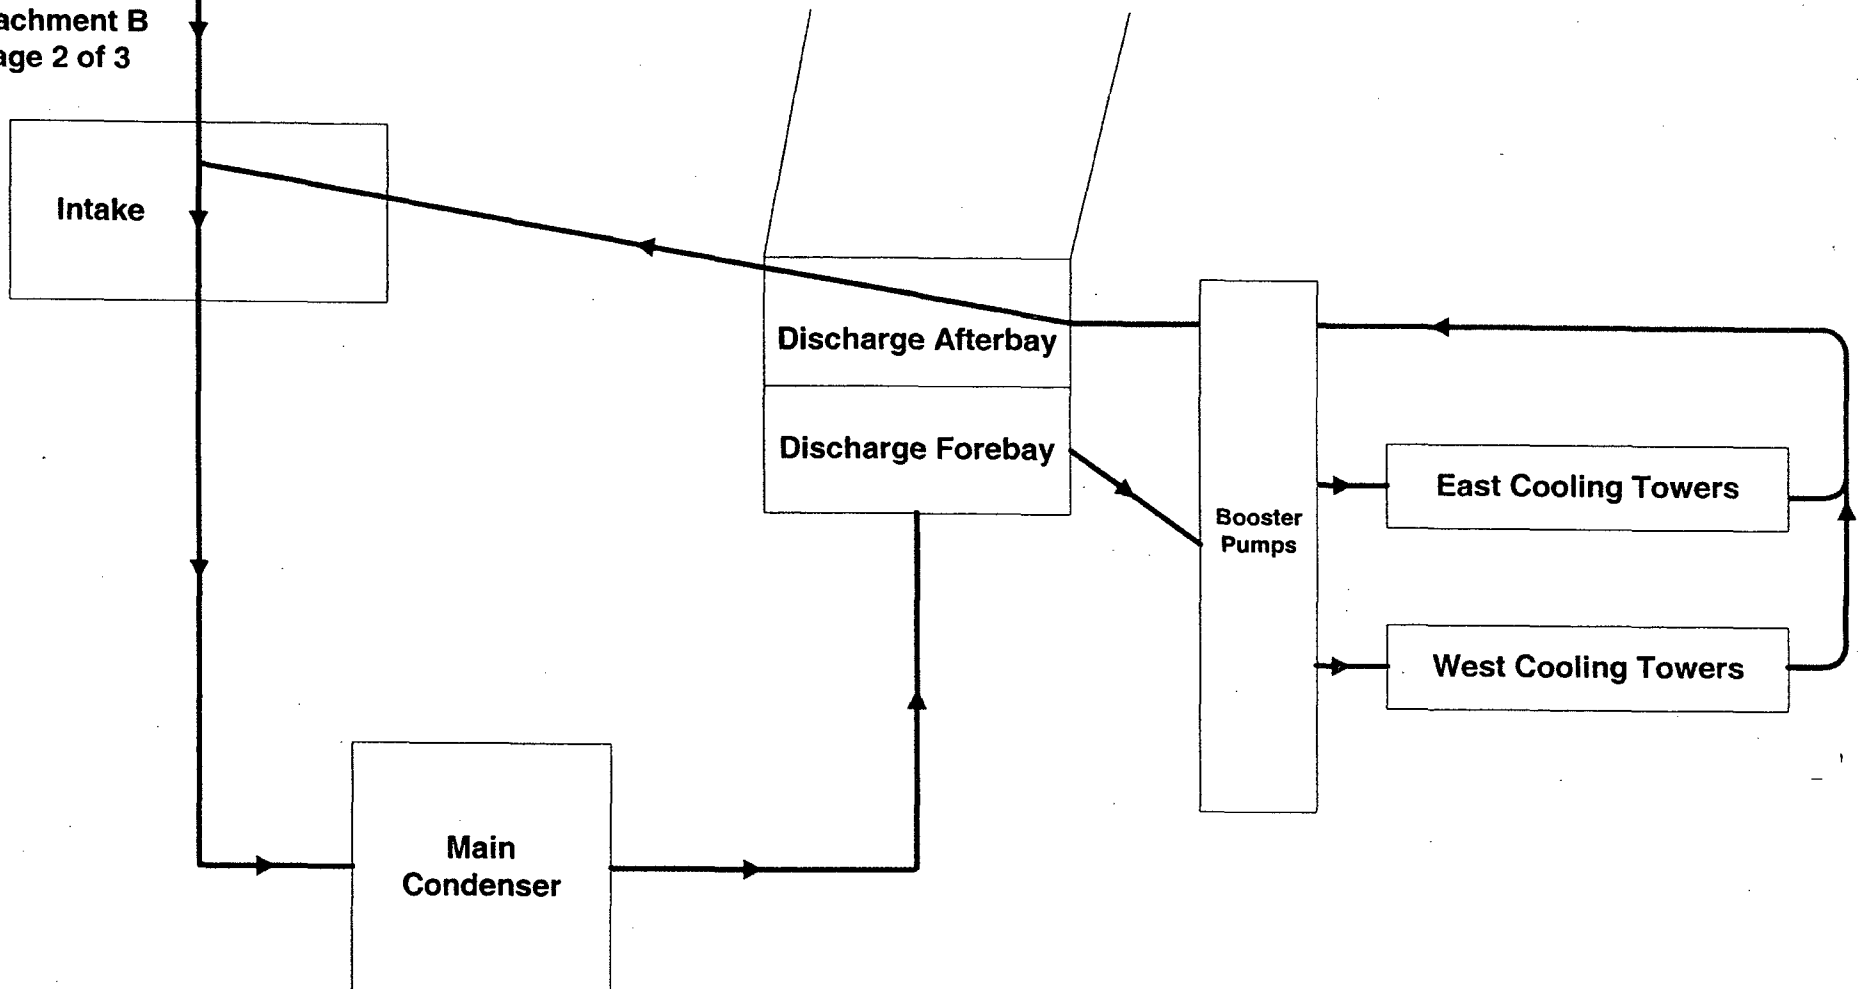 achment B
age 2 of 3
Intake
Discharge Afterbay
Discharge Forebay
Booster
Pumps
East Cooling Towers
West Cooling Towers
Main
Condenser